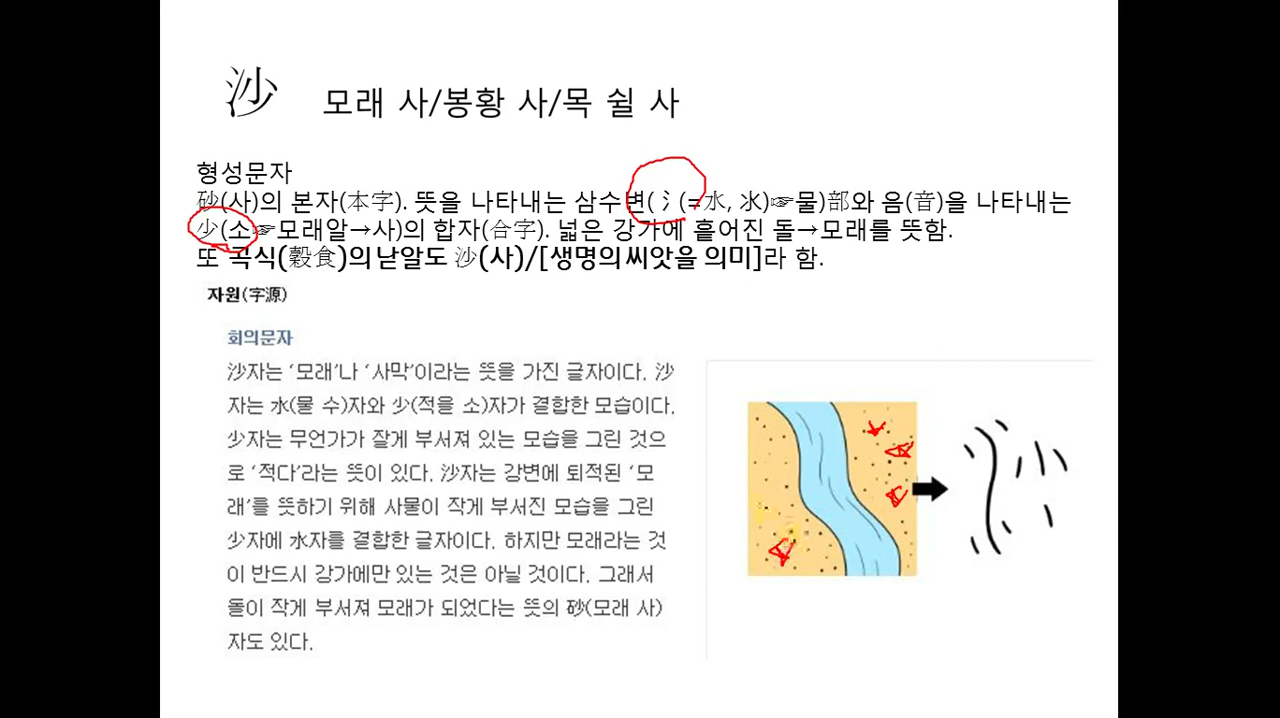 沙 모래 사/봉황 사/목 쉴 사
형성문자
砂(사)의 본자(本字). 뜻을 나타내는 삼수변(氵(=水, 氺)☞물)部와 음(音)을 나타내는
少(소☞모래알→사)의 합자(合字). 넓은 강가에 흩어진 돌→모래를 뜻함.
또 곡식(穀食)의 낟알도 沙(사)/[생명의씨앗을 의미]라 함.
자원(字源)
회의문자
沙자는 ‘모래’나 ‘사막’이라는 뜻을 가진 글자이다. 沙
자는 水(물 수)자와 少(적을 소)자가 결합한 모습이다.
少자는 무언가가 잘게 부서져 있는 모습을 그린 것으
로 ‘적다’라는 뜻이 있다. 沙자는 강변에 퇴적된 ‘모
래’를 뜻하기 위해 사물이 작게 부서진 모습을 그린
少자에 水자를 결합한 글자이다. 하지만 모래라는 것
이 반드시 강가에만 있는 것은 아닐 것이다. 그래서
돌이 작게 부서져 모래가 되었다는 뜻의 砂(모래 사)
자도 있다.